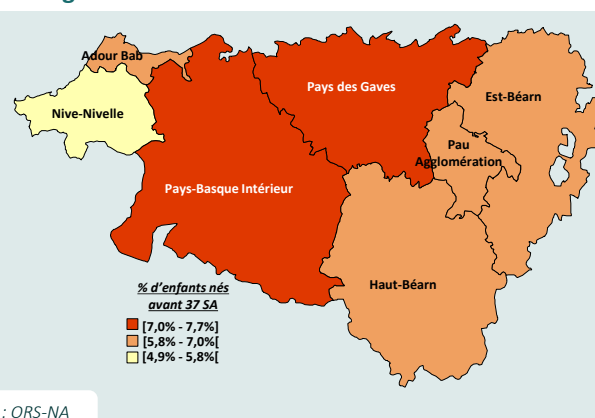 Adour Bab
Nive-Nivelle
Pays des Gaves
Est-Béarn
Pau
Agglomération
Pays-Basque Intérieur
Haut-Béarn
% d'enfants nés
avant 37 SA
[7,0% - 7,7%]
[5,8% - 7,0%[
[4,9% - 5,8%[
: ORS-NA